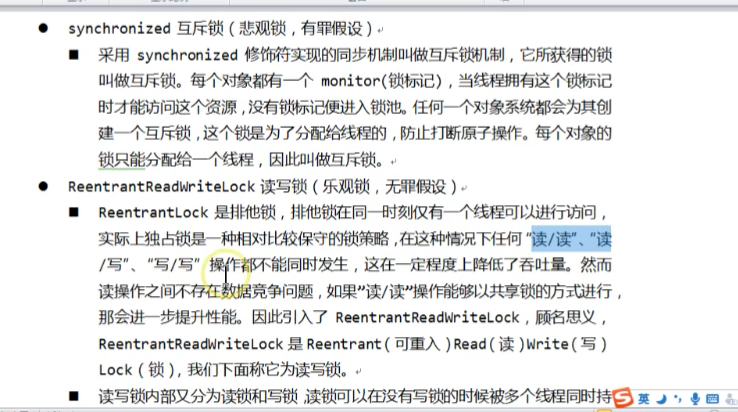 ● synchronized 互斥锁（悲观锁，有罪假设）
■ 采用 synchronized 修饰符实现的同步机制叫做互斥锁机制，它所获得的锁
叫做互斥锁。每个对象都有一个 monitor(锁标记)，当线程拥有这个锁标记
时才能访问这个资源，没有锁标记便进入锁池。任何一个对象系统都会为其创
建一个互斥锁，这个锁是为了分配给线程的，防止打断原子操作。每个对象的
锁只能分配给一个线程，因此叫做互斥锁。
● ReentrantReadWriteLock 读写锁（乐观锁，无罪假设）
■ ReentrantLock 是排他锁，排他锁在同一时刻仅有一个线程可以进行访问，
实际上独占锁是一种相对比较保守的锁策略，在这种情况下任何“读/读”、“读
/写”、“写/写” 操作都不能同时发生，这在一定程度上降低了吞吐量。然而
读操作之间不存在数据竞争问题，如果”读/读”操作能够以共享锁的方式进行，
那会进一步提升性能。因此引入了 ReentrantReadWriteLock，顾名思义，
ReentrantReadWriteLock 是 Reentrant（可重入）Read（读）Write（写）
Lock（锁），我们下面称它为读写锁。
■ 读写锁内部又分为读锁和写锁，读锁可以在没有写锁的时候被多个线程同时持
S 英